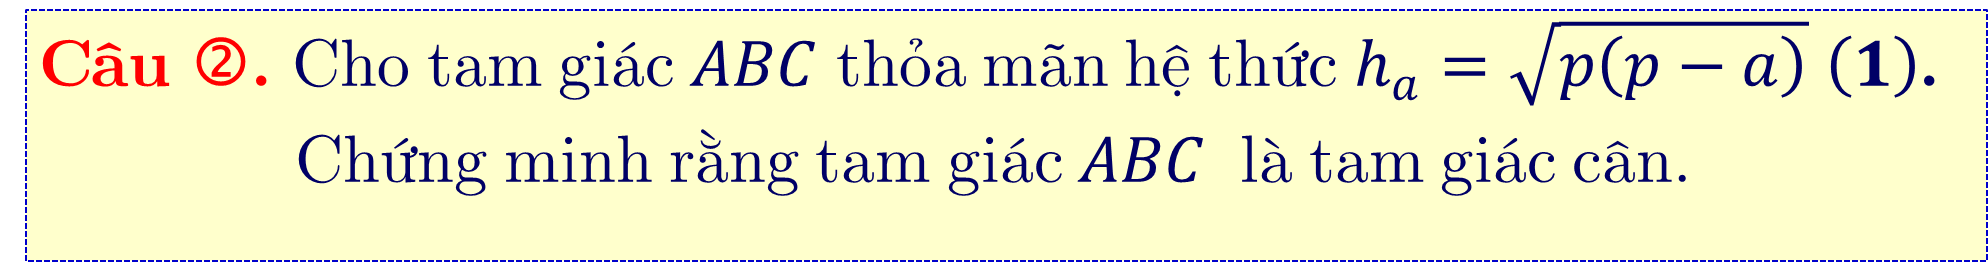 Câu ②. Cho tam giác ABC thỏa mãn hệ thức hₐ = √p(p − a) (1).
Chứng minh rằng tam giác ABC là tam giác cân.